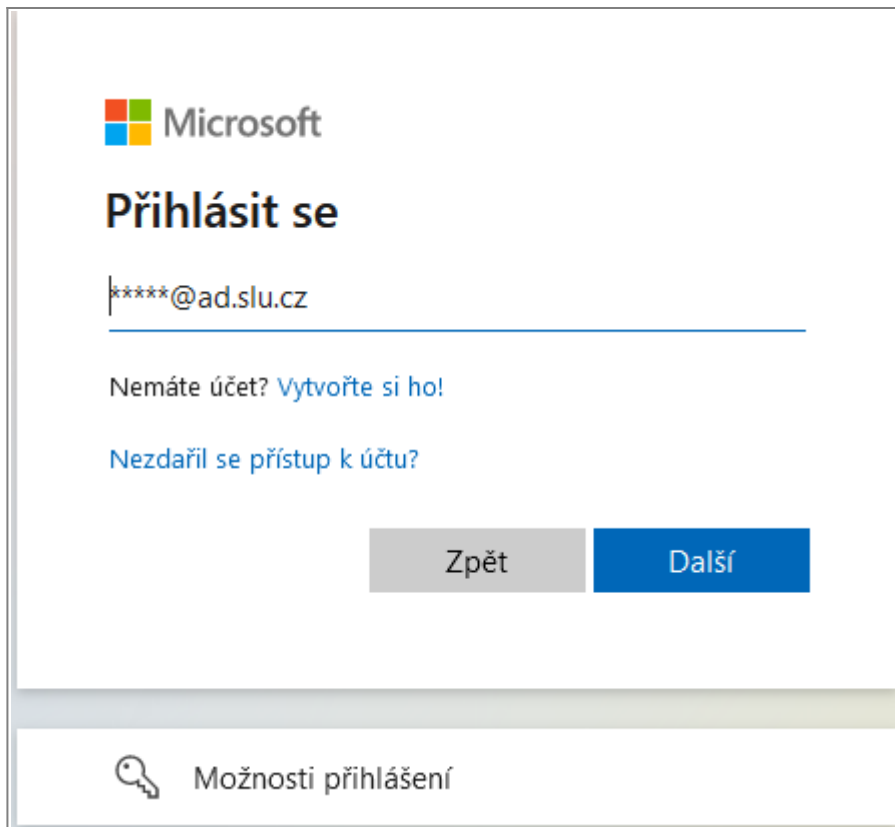 Microsoft
Přihlásit se
*****@ad.slu.cz
Nemáte účet? Vytvořte si ho!
Nezdařil se přístup k účtu?
Zpět Další
Možnosti přihlášení